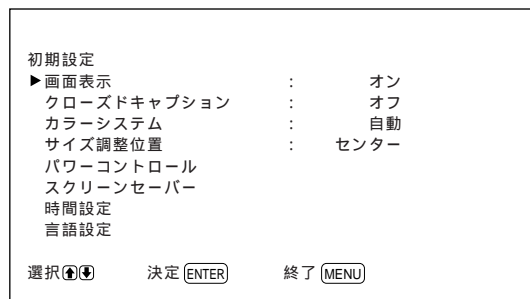 初期設定
▶画面表示 : オン
クローズドキャプション : オフ
カラーシステム : 自動
サイズ調整位置 : センター
パワーコントロール
スクリーンセーバー
時間設定
言語設定
選択⬆⬇ 決定 ENTER 終了 MENU